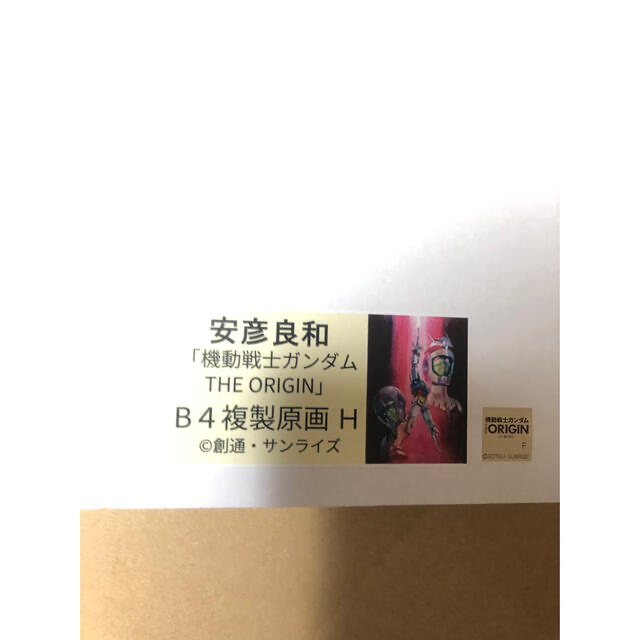 安彦良和
「機動戦士ガンダム
THE ORIGIN」
B4複製原画 H
©創通・サンライズ
機動戦士ガンダム
THE ORIGIN
F
©SOTSU・SUNRISE